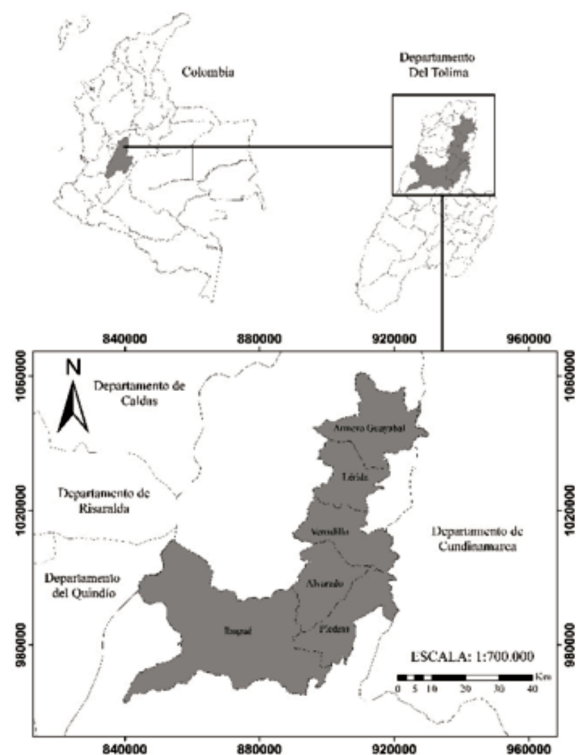 Colombia
Departamento
Del Tolima
840000
880000
920000
960000
1060000
1060000
N
Departamento de
Caldas
Armero Guayabal
Lérida
1020000
1020000
Departamento de
Risaralda
Venadillo
Departamento de
Cundinamarca
Departamento
del Quindío
Alvarado
Ibagué
Piedras
980000
980000
ESCALA: 1:700.000
Km
0 5 10 20 30 40
840000
880000
920000
960000